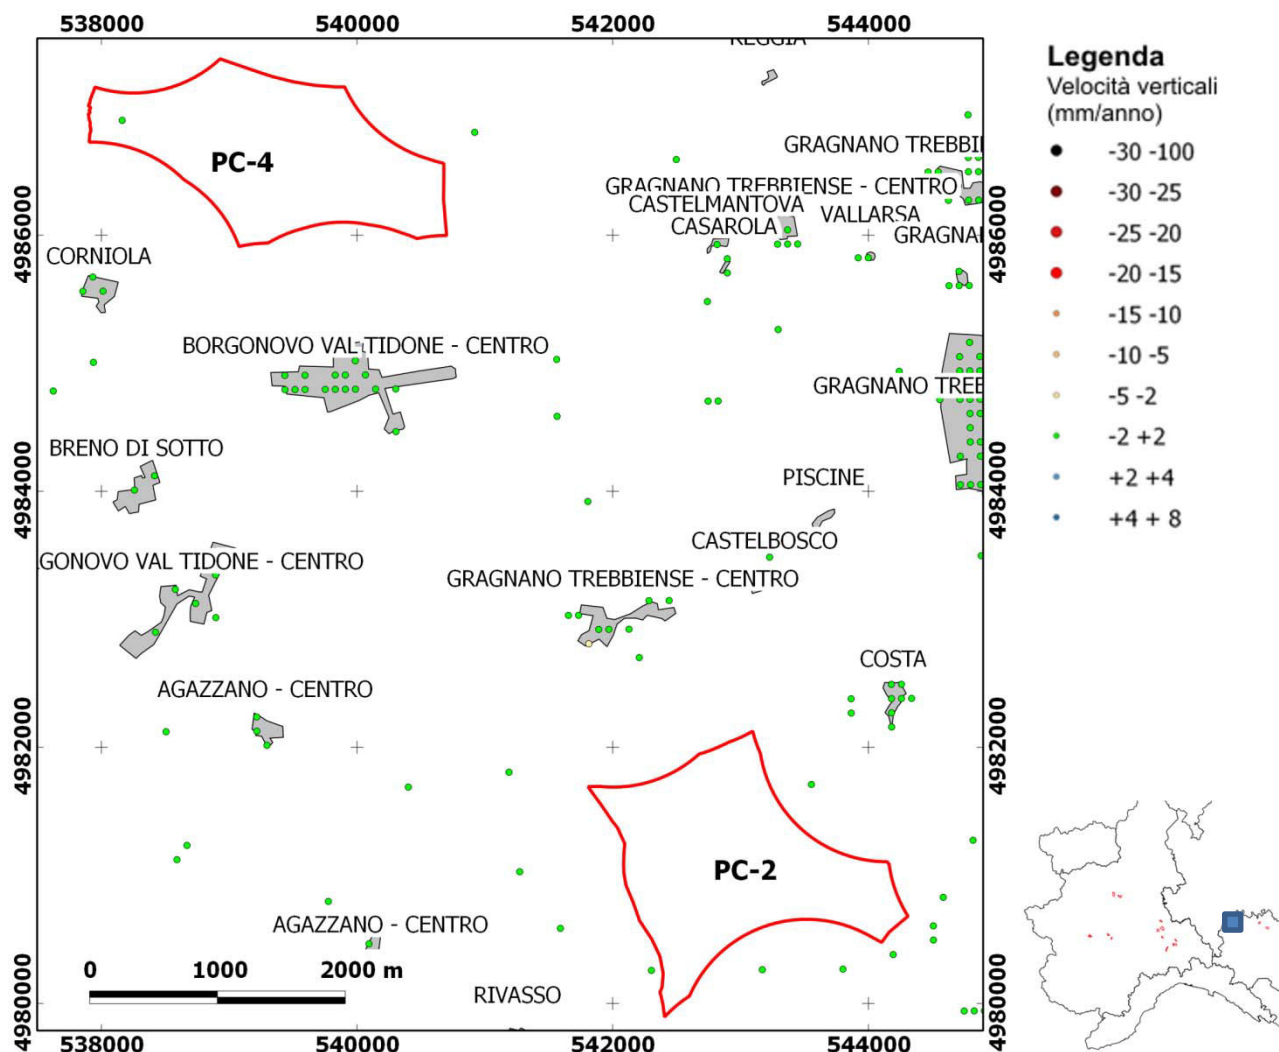 538000 540000 542000 544000
REGGIA
GRAGNANO TREBBI
PC-4
GRAGNANO TREBBIENSE - CENTRO
CASTELMANTOVA
VALLARSA
CASAROLA
GRAGNA
4986000
4986000
CORNIOLA
BORGONOVO VAL TIDONE - CENTRO
GRAGNANO TREB
BRENO DI SOTTO
PISCINE
4984000
4984000
CASTELBOSCO
GONOVO VAL TIDONE - CENTRO
GRAGNANO TREBBIENSE - CENTRO
COSTA
AGAZZANO - CENTRO
4982000
4982000
PC-2
AGAZZANO - CENTRO
0 1000 2000 m
RIVASSO
4980000
4980000
538000 540000 542000 544000
Legenda
Velocità verticali
(mm/anno)
-30 -100
-30 -25
-25 -20
-20 -15
-15 -10
-10 -5
-5 -2
-2 +2
+2 +4
+4 + 8